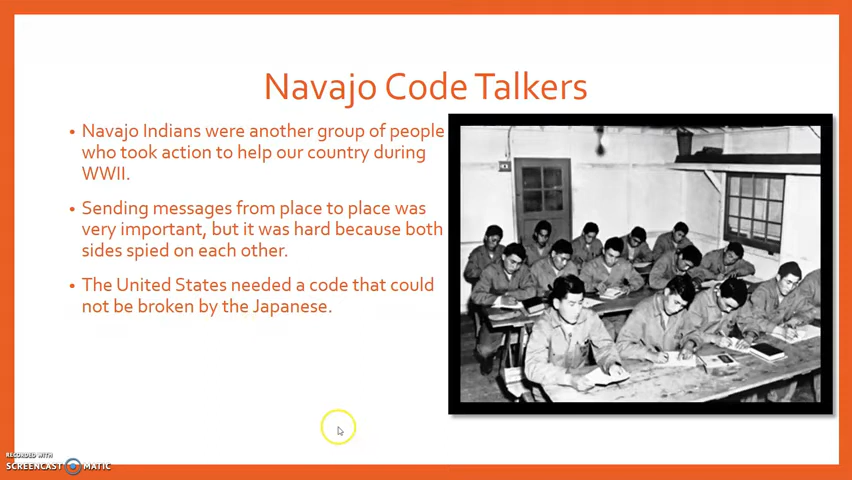 Navajo Code Talkers
• Navajo Indians were another group of people
who took action to help our country during
WWII.
• Sending messages from place to place was
very important, but it was hard because both
sides spied on each other.
• The United States needed a code that could
not be broken by the Japanese.
RECORDED WITH
SCREENCAST MATIC